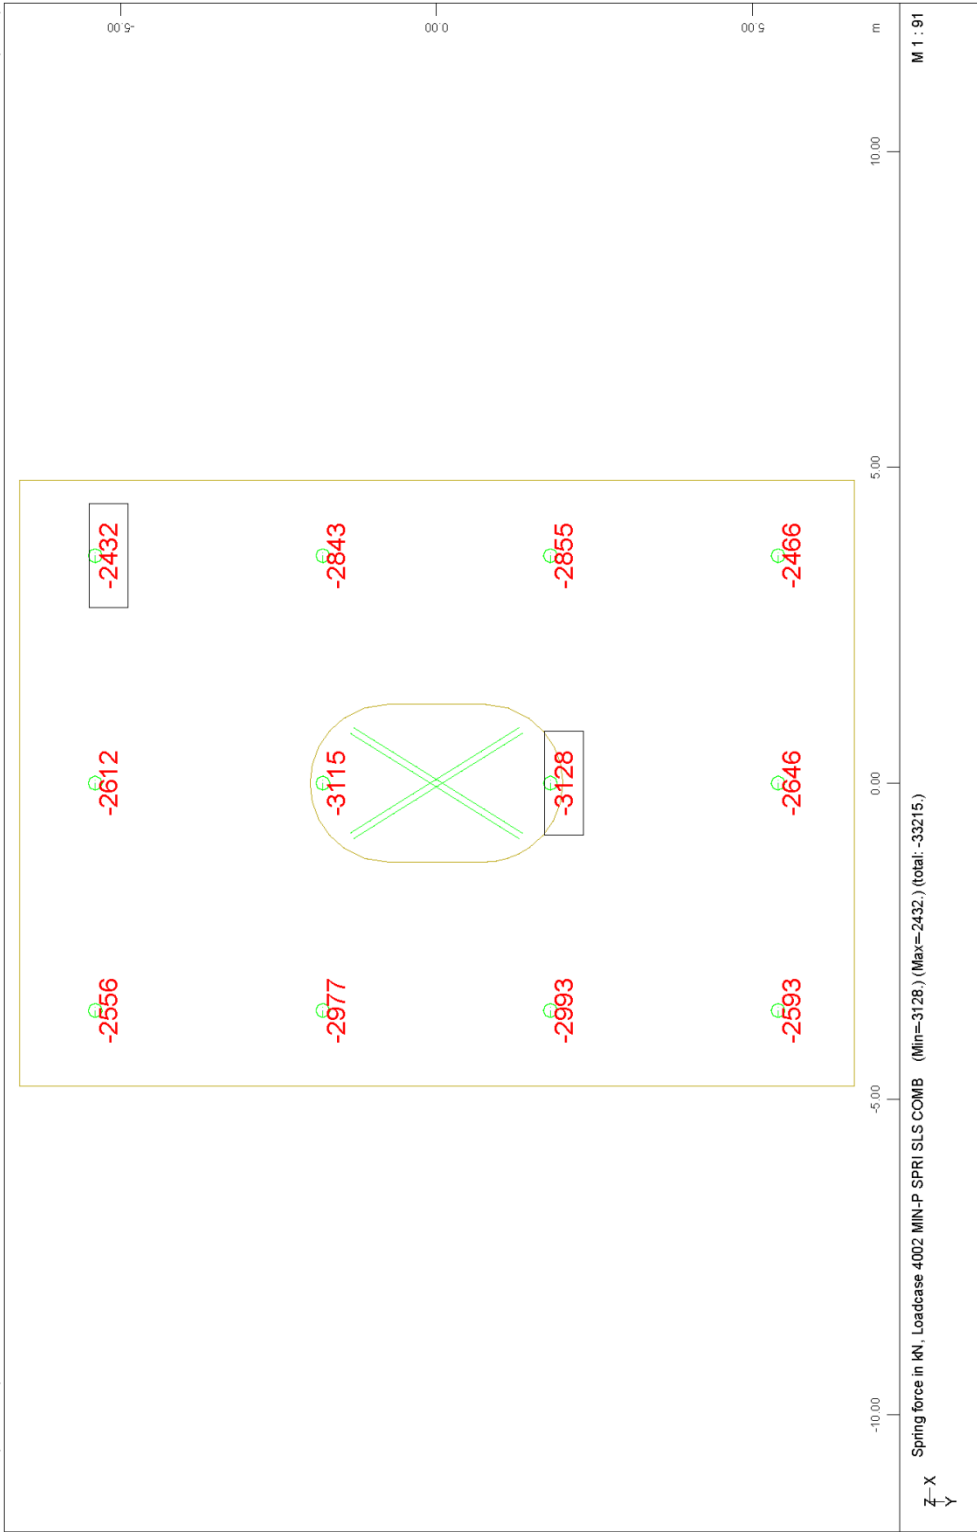 -2556 -2612 -2432 -5.00
-2977 -3115 -2843
0.00
-2993 -3128 -2855
5.00
-2593 -2646 -2466
-10.00 -5.00 0.00 5.00 10.00 m
Spring force in kN, Loadcase 4002 MIN-P SPRI SLS COMB (Min=-3128.) (Max=-2432.) (total: -33215.) M 1 : 91
Z X
Y